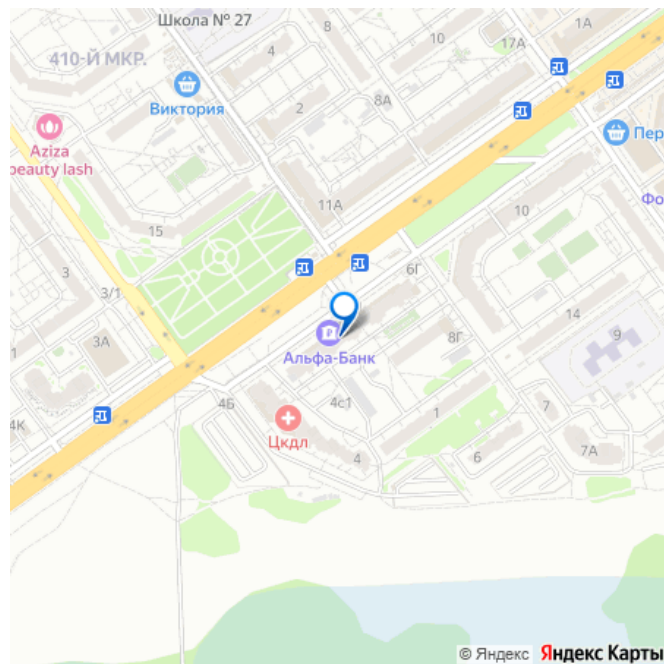 Школа № 27
8
1А
4
10
17А
410-Й МКР.
8А
Виктория
2
Пер
Aziza
beauty lash
11А
Фо
10
15
6Г
3
3/1
14
1
3А
8Г
9
Альфа-Банк
4Б
4с1
1
7
4К
Цкдл
4
6
7А
© Яндекс Яндекс Карты